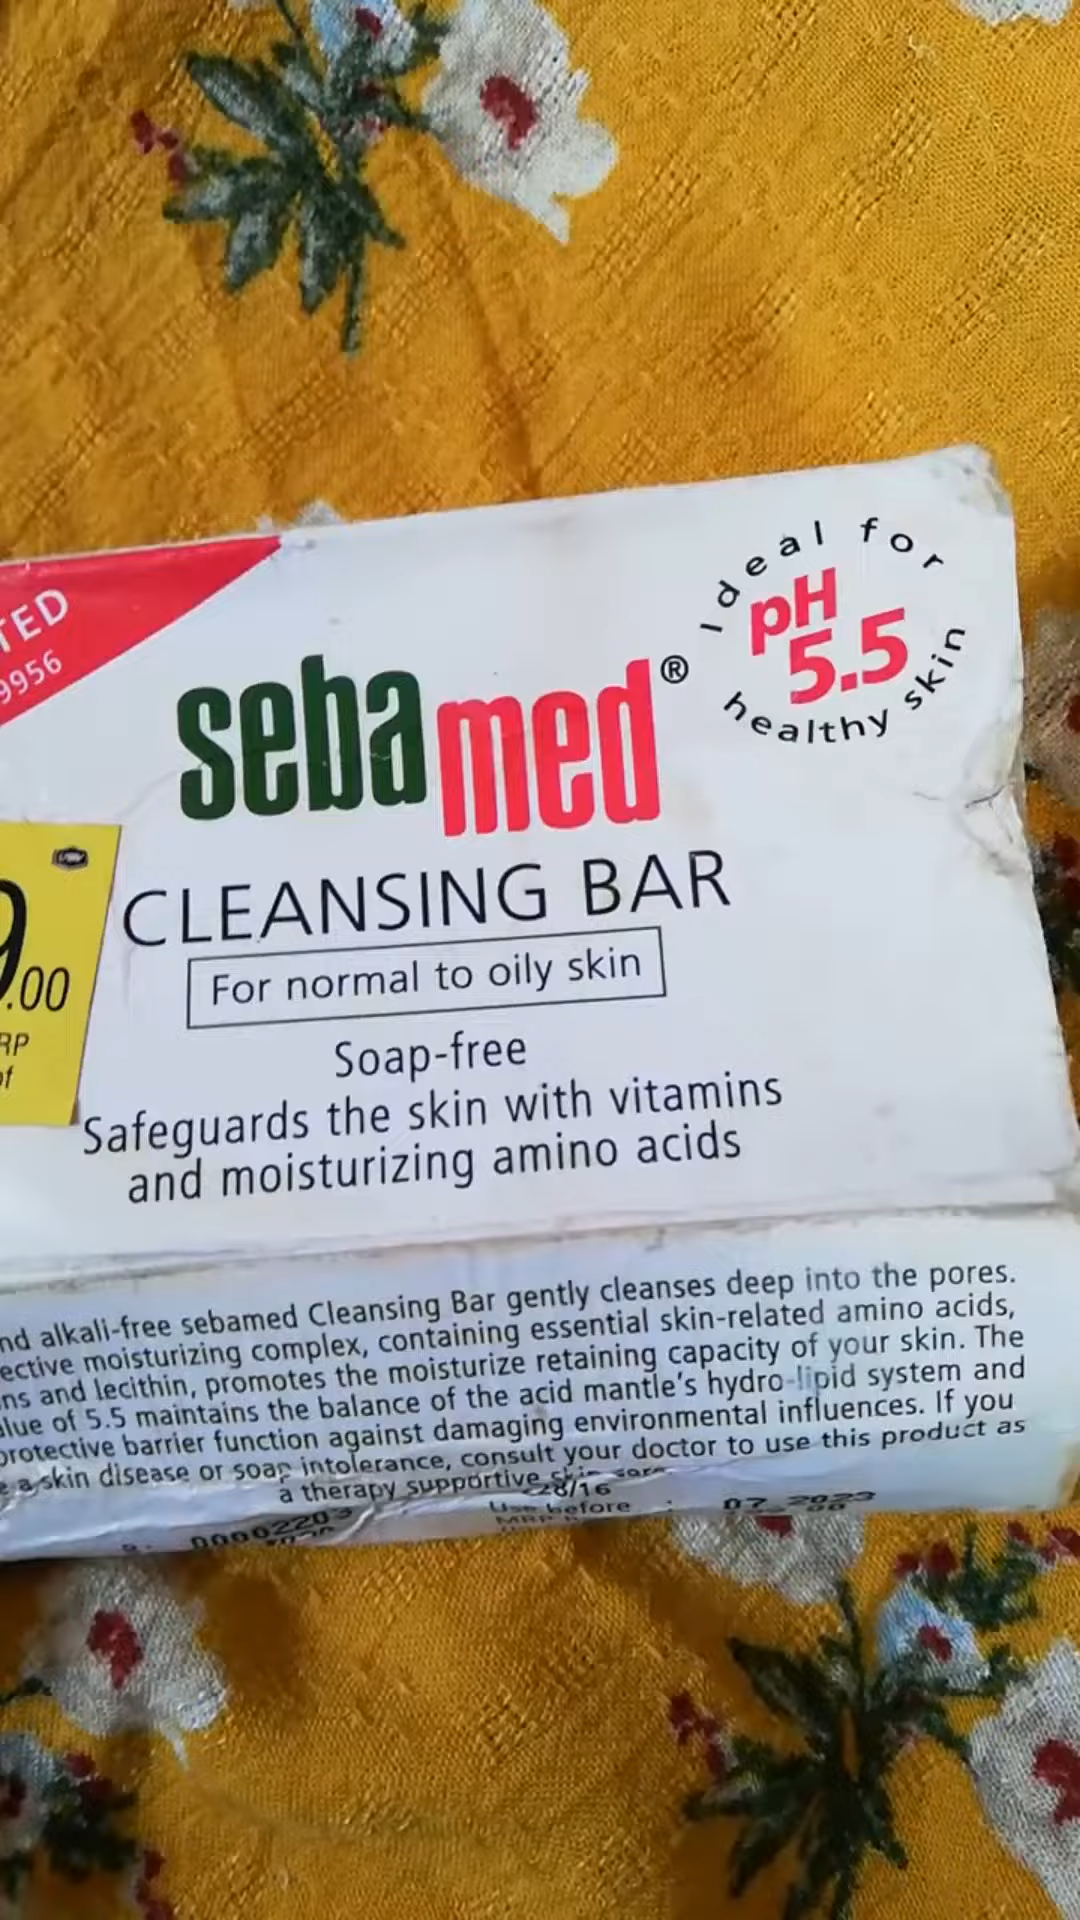 TED
9956
sebamed®
Ideal for
pH
5.5
healthy skin
9.00
RP
of
CLEANSING BAR
For normal to oily skin
Soap-free
Safeguards the skin with vitamins
and moisturizing amino acids
nd alkali-free sebamed Cleansing Bar gently cleanses deep into the pores.
ective moisturizing complex, containing essential skin-related amino acids,
ns and lecithin, promotes the moisturize retaining capacity of your skin. The
alue of 5.5 maintains the balance of the acid mantle's hydro-lipid system and
protective barrier function against damaging environmental influences. If you
e a skin disease or soap intolerance, consult your doctor to use this product as
a therapy supportive skin care
28/16
Use before : 07 2023